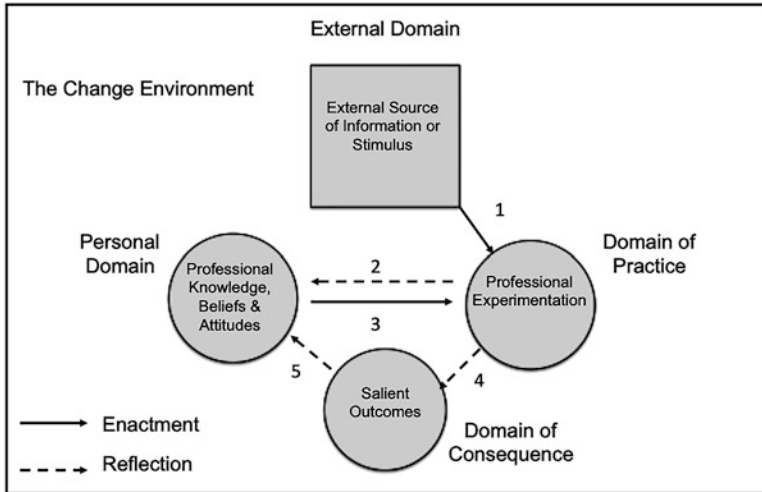 External Domain
The Change Environment
External Source
of Information or
Stimulus
1
Personal
Domain
Domain of
Practice
Professional
Knowledge,
Beliefs &
Attitudes
2
3
Professional
Experimentation
5
4
Salient
Outcomes
Domain of
Consequence
Enactment
Reflection